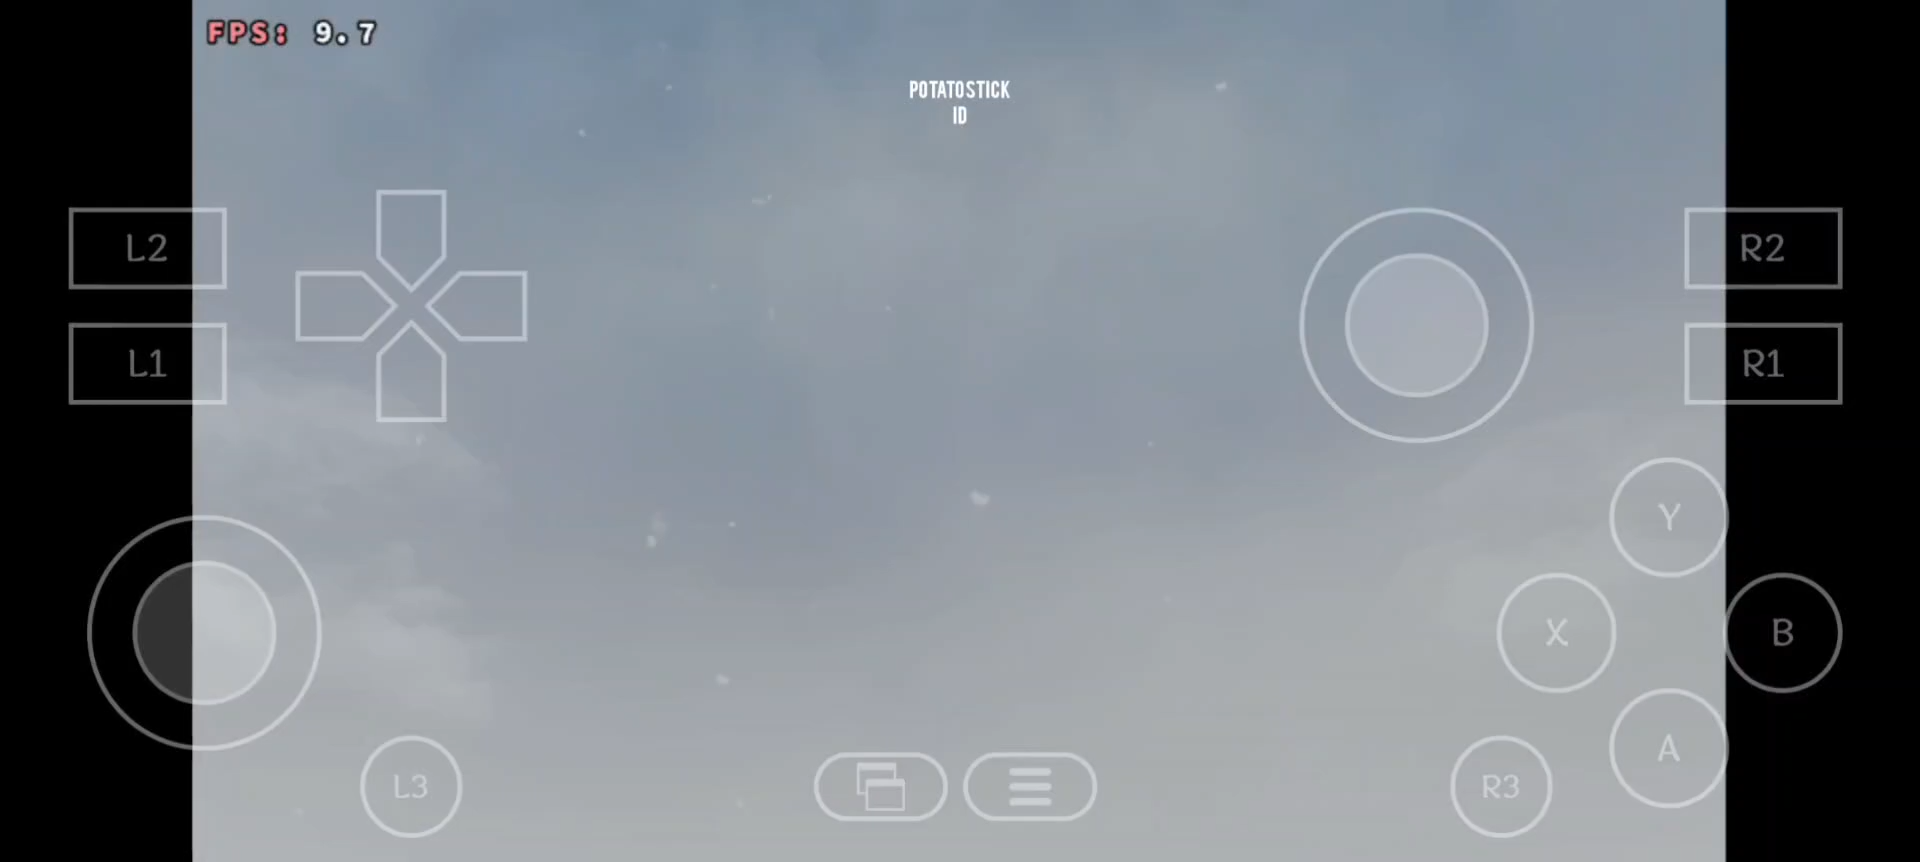 FPS: 9.7
POTATOSTICK
ID
L2
R2
L1
R1
Y
X
B
A
L3
R3